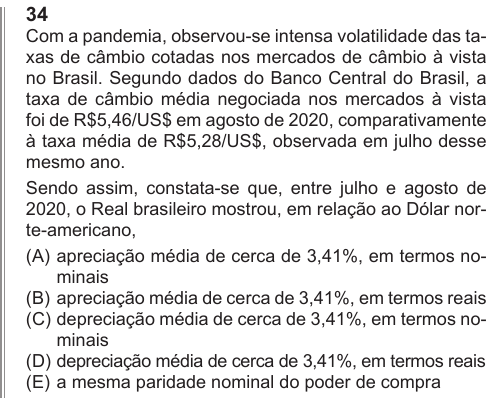 34
Com a pandemia, observou-se intensa volatilidade das ta-
xas de câmbio cotadas nos mercados de câmbio à vista
no Brasil. Segundo dados do Banco Central do Brasil, a
taxa de câmbio média negociada nos mercados à vista
foi de R$5,46/US$ em agosto de 2020, comparativamente
à taxa média de R$5,28/US$, observada em julho desse
mesmo ano.
Sendo assim, constata-se que, entre julho e agosto de
2020, o Real brasileiro mostrou, em relação ao Dólar nor-
te-americano,
(A) apreciação média de cerca de 3,41%, em termos no-
minais
(B) apreciação média de cerca de 3,41%, em termos reais
(C) depreciação média de cerca de 3,41%, em termos no-
minais
(D) depreciação média de cerca de 3,41%, em termos reais
(E) a mesma paridade nominal do poder de compra